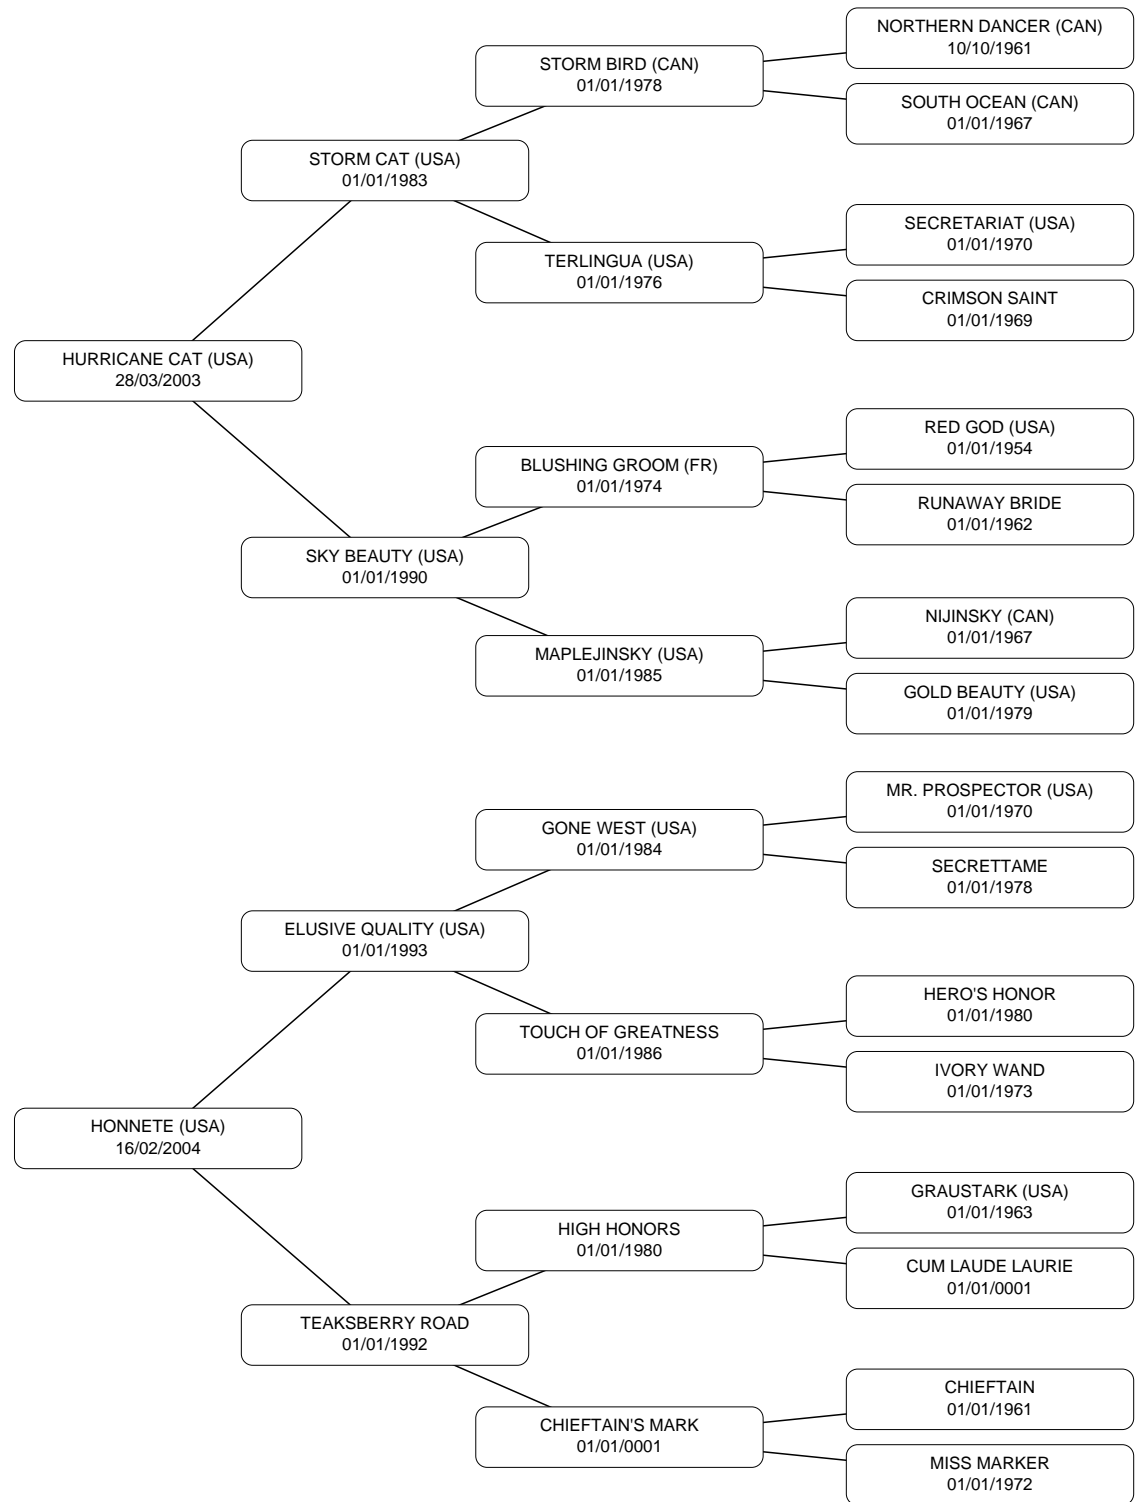 NORTHERN DANCER (CAN)
10/10/1961
STORM BIRD (CAN)
01/01/1978
SOUTH OCEAN (CAN)
01/01/1967
STORM CAT (USA)
01/01/1983
SECRETARIAT (USA)
01/01/1970
TERLINGUA (USA)
01/01/1976
CRIMSON SAINT
01/01/1969
HURRICANE CAT (USA)
28/03/2003
RED GOD (USA)
01/01/1954
BLUSHING GROOM (FR)
01/01/1974
RUNAWAY BRIDE
01/01/1962
SKY BEAUTY (USA)
01/01/1990
NIJINSKY (CAN)
01/01/1967
MAPLEJINSKY (USA)
01/01/1985
GOLD BEAUTY (USA)
01/01/1979
MR. PROSPECTOR (USA)
01/01/1970
GONE WEST (USA)
01/01/1984
SECRETTAME
01/01/1978
ELUSIVE QUALITY (USA)
01/01/1993
HERO'S HONOR
01/01/1980
TOUCH OF GREATNESS
01/01/1986
IVORY WAND
01/01/1973
HONNETE (USA)
16/02/2004
GRAUSTARK (USA)
01/01/1963
HIGH HONORS
01/01/1980
CUM LAUDE LAURIE
01/01/0001
TEAKSBERRY ROAD
01/01/1992
CHIEFTAIN
01/01/1961
CHIEFTAIN'S MARK
01/01/0001
MISS MARKER
01/01/1972